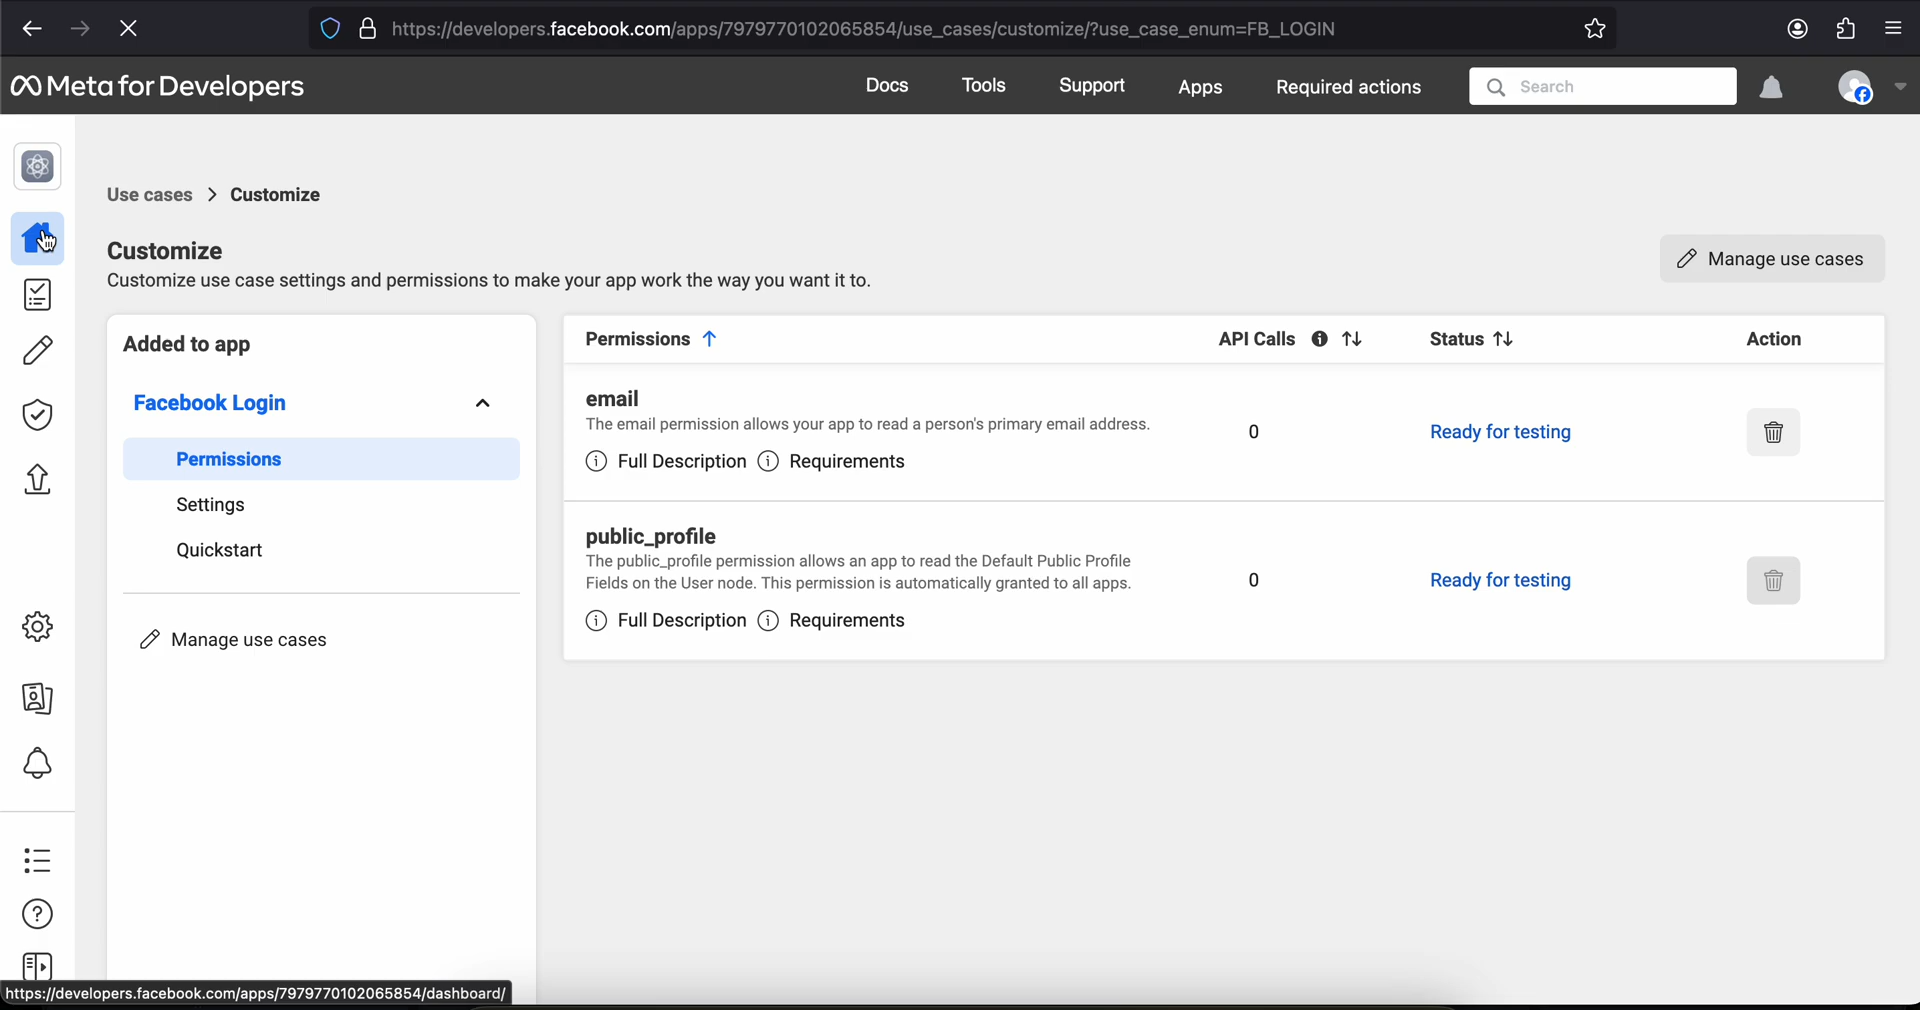 https://developers.facebook.com/apps/7979770102065854/use_cases/customize/?use_case_enum=FB_LOGIN
Meta for Developers
Docs
Tools
Support
Apps
Required actions
Search
Use cases > Customize
Customize
Customize use case settings and permissions to make your app work the way you want it to.
Manage use cases
Added to app
Facebook Login
Permissions
Settings
Quickstart
Manage use cases
Permissions API Calls Status Action
email
The email permission allows your app to read a person's primary email address.
Full Description Requirements
0
Ready for testing
public_profile
The public_profile permission allows an app to read the Default Public Profile
Fields on the User node. This permission is automatically granted to all apps.
Full Description Requirements
0
Ready for testing
https://developers.facebook.com/apps/7979770102065854/dashboard/